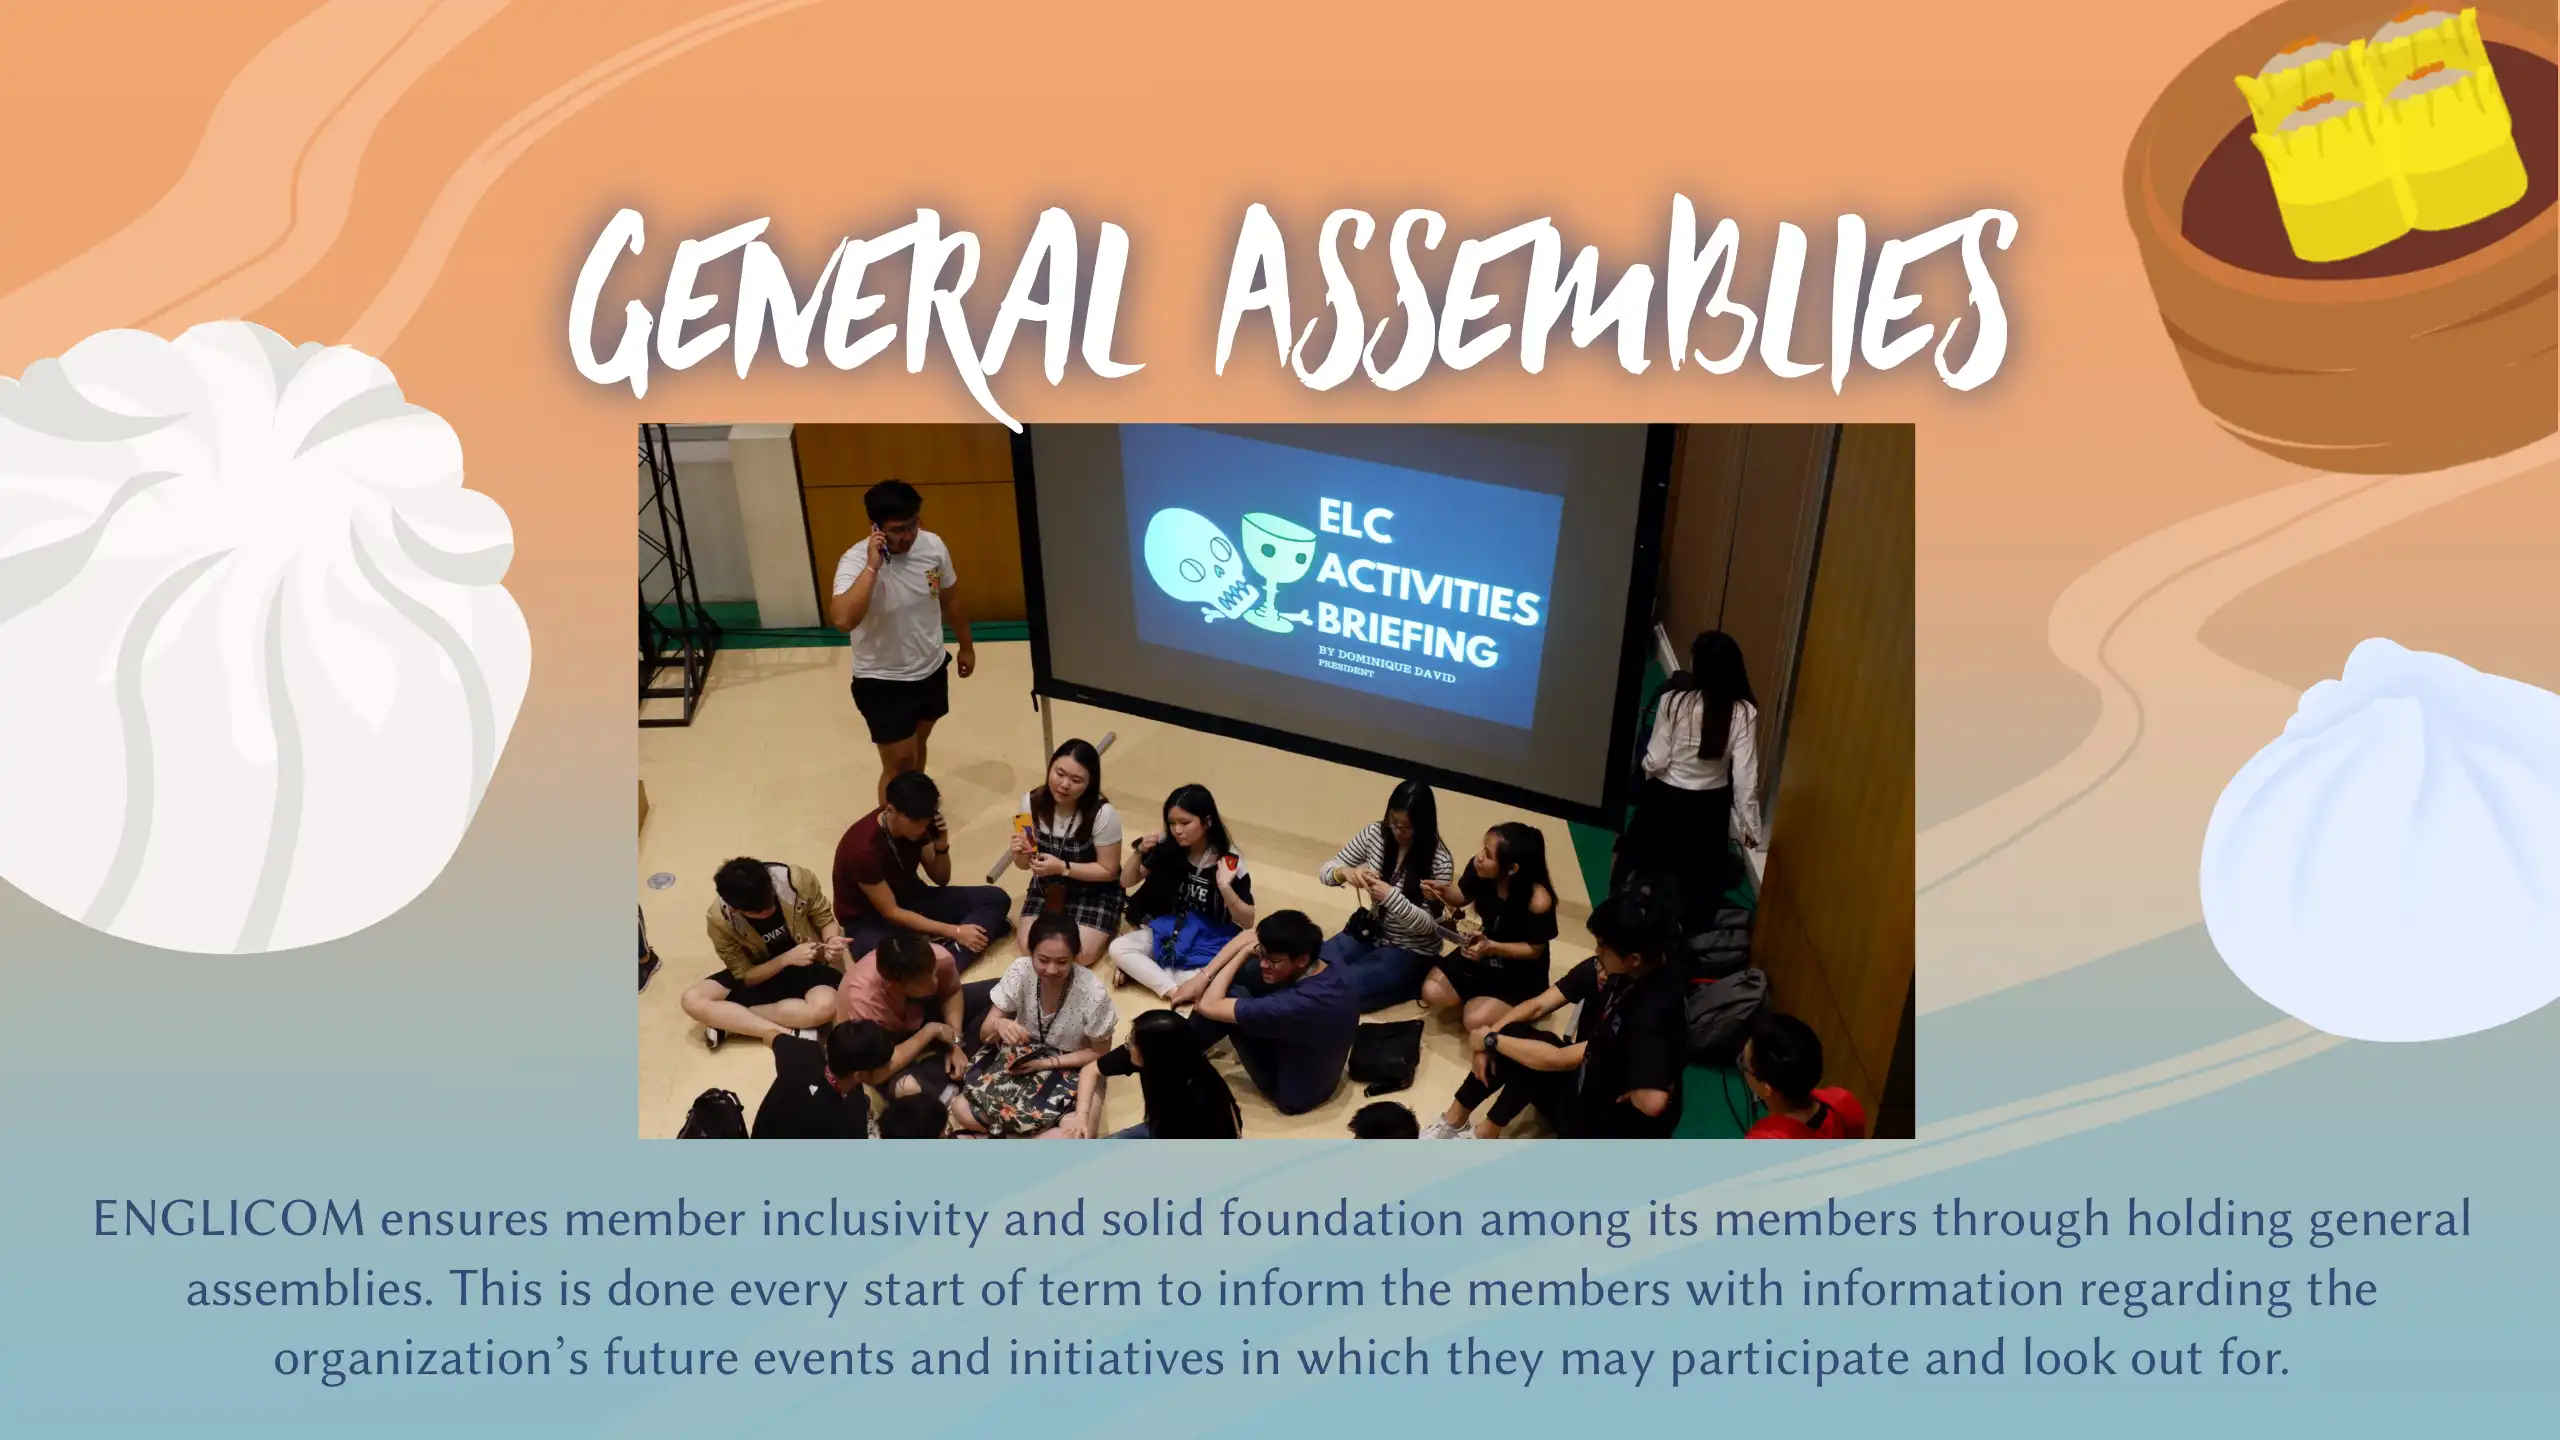 GENERAL ASSEMBLIES
ELC
ACTIVITIES
BRIEFING
BY DOMINIQUE DAVID
PRESIDENT
ENGLICOM ensures member inclusivity and solid foundation among its members through holding general
assemblies. This is done every start of term to inform the members with information regarding the
organization’s future events and initiatives in which they may participate and look out for.